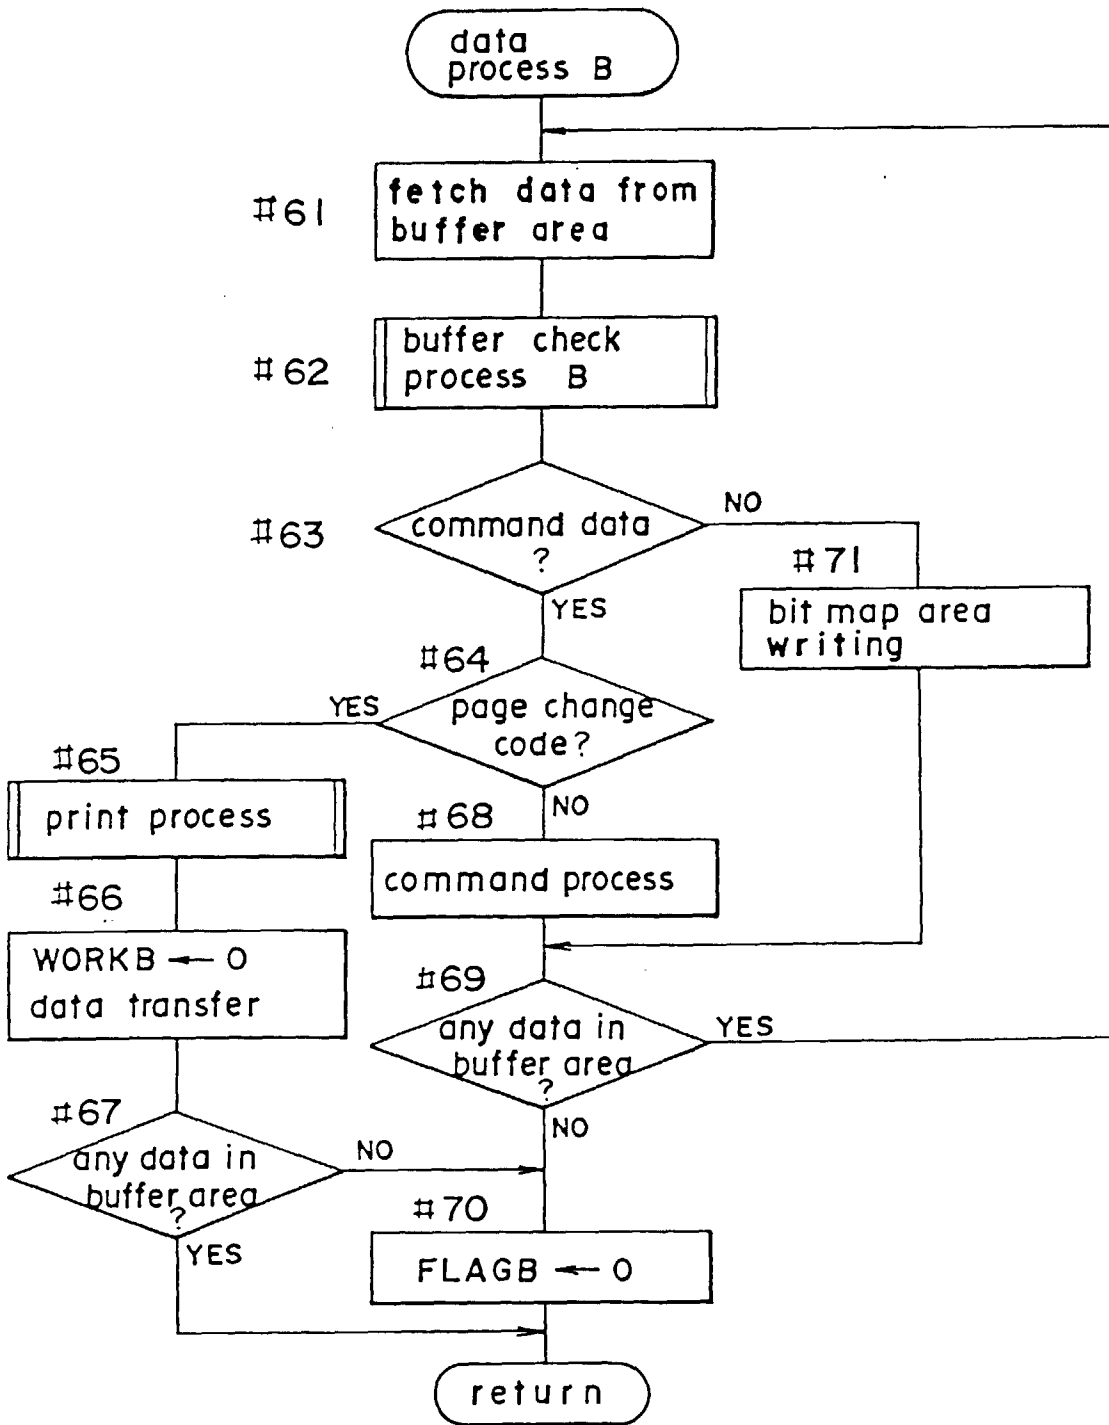 data
process B
#61
fetch data from
buffer area
#62
buffer check
process B
#63
command data
?
NO
YES
#71
bit map area
writing
#64
page change
code?
YES
NO
#65
print process
#68
command process
#66
WORKB ← 0
data transfer
#69
any data in
buffer area
?
YES
NO
#67
any data in
buffer area
?
NO
YES
#70
FLAGB ← 0
return